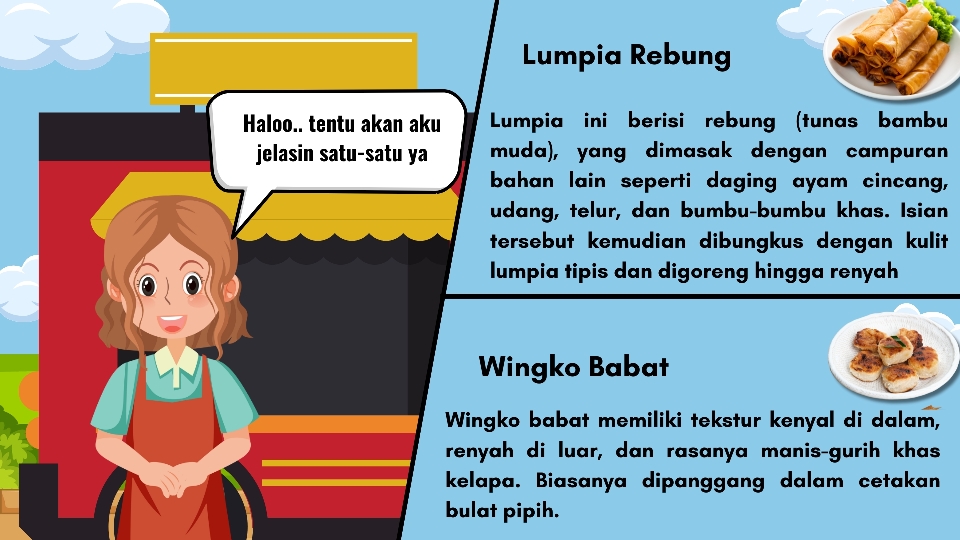 Haloo.. tentu akan aku
jelasin satu-satu ya
Lumpia Rebung
Lumpia ini berisi rebung (tunas bambu
muda), yang dimasak dengan campuran
bahan lain seperti daging ayam cincang,
udang, telur, dan bumbu-bumbu khas. Isian
tersebut kemudian dibungkus dengan kulit
lumpia tipis dan digoreng hingga renyah
Wingko Babat
Wingko babat memiliki tekstur kenyal di dalam,
renyah di luar, dan rasanya manis-gurih khas
kelapa. Biasanya dipanggang dalam cetakan
bulat pipih.